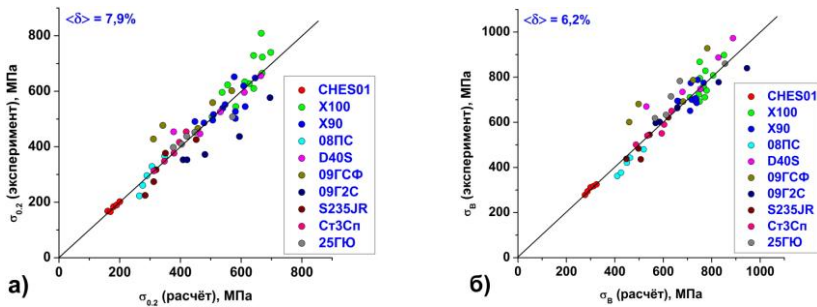 <δ> = 7,9%
800
600
400
200
0
0 200 400 600 800
σ0.2 (эксперимент), МПа
σ0.2 (расчёт), МПа
CHES01
X100
X90
08ПС
D40S
09ГСФ
09Г2С
S235JR
Ст3Сп
25ГЮ
а)
<δ> = 6,2%
1000
800
600
400
200
0
0 200 400 600 800 1000
σВ (эксперимент), МПа
σВ (расчёт), МПа
CHES01
X100
X90
08ПС
D40S
09ГСФ
09Г2С
S235JR
Ст3Сп
25ГЮ
б)